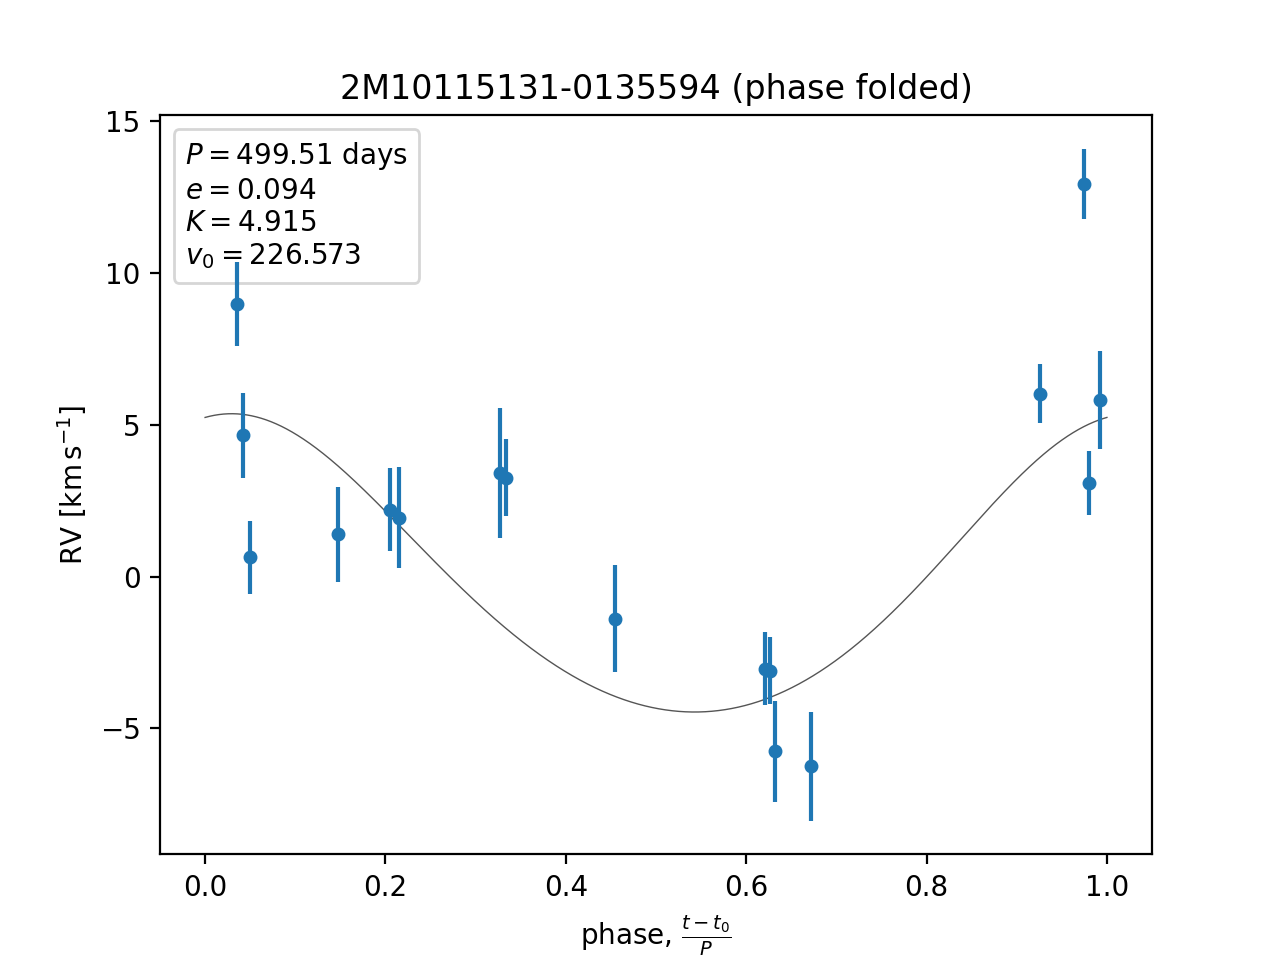 2M10115131-0135594 (phase folded)
P = 499.51 days
e = 0.094
K = 4.915
v₀ = 226.573
15
10
5
0
−5
RV [km s⁻¹]
0.0 0.2 0.4 0.6 0.8 1.0
phase, (t − t₀)/P